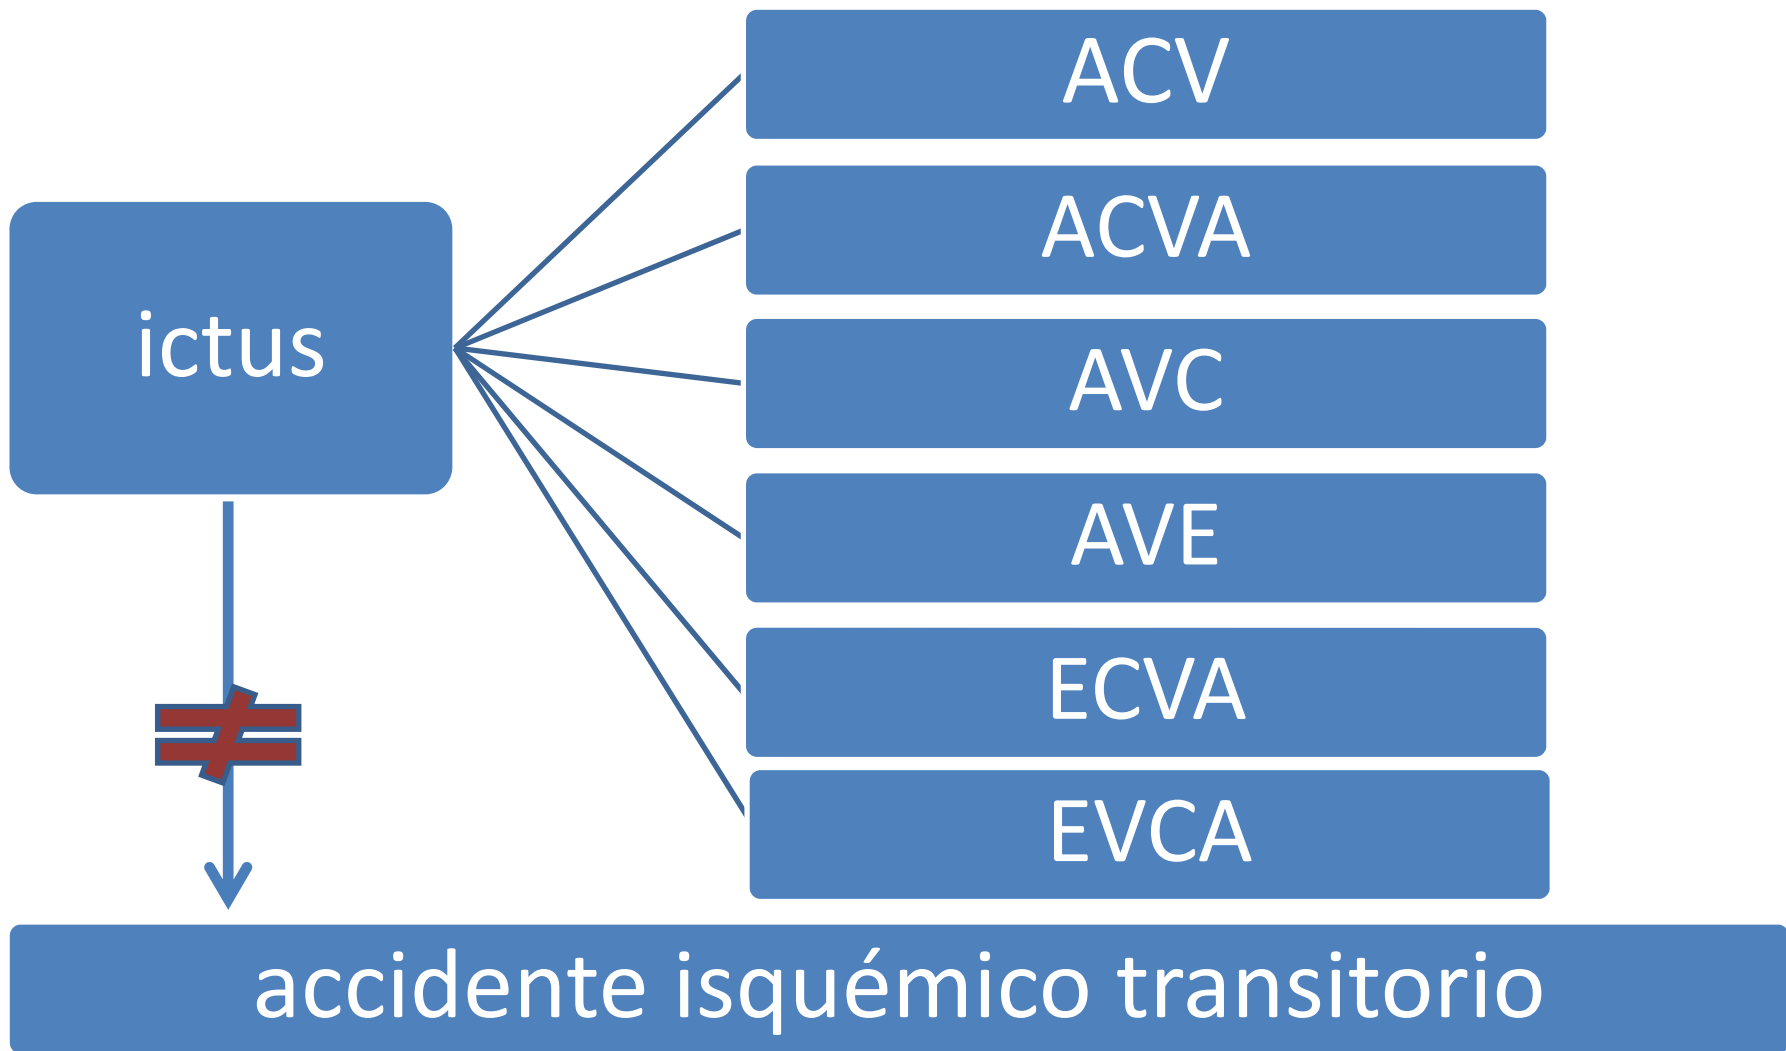 ictus
ACV
ACVA
AVC
AVE
ECVA
EVCA
≠
accidente isquémico transitorio